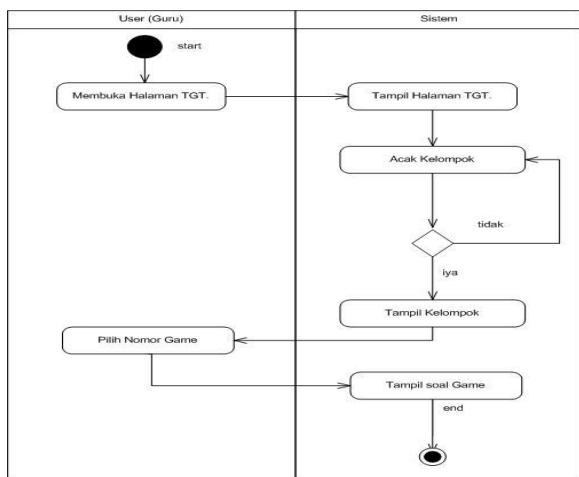 User (Guru)
Sistem
start
Membuka Halaman TGT.
Tampil Halaman TGT.
Acak Kelompok
tidak
iya
Tampil Kelompok
Pilih Nomor Game
Tampil soal Game
end